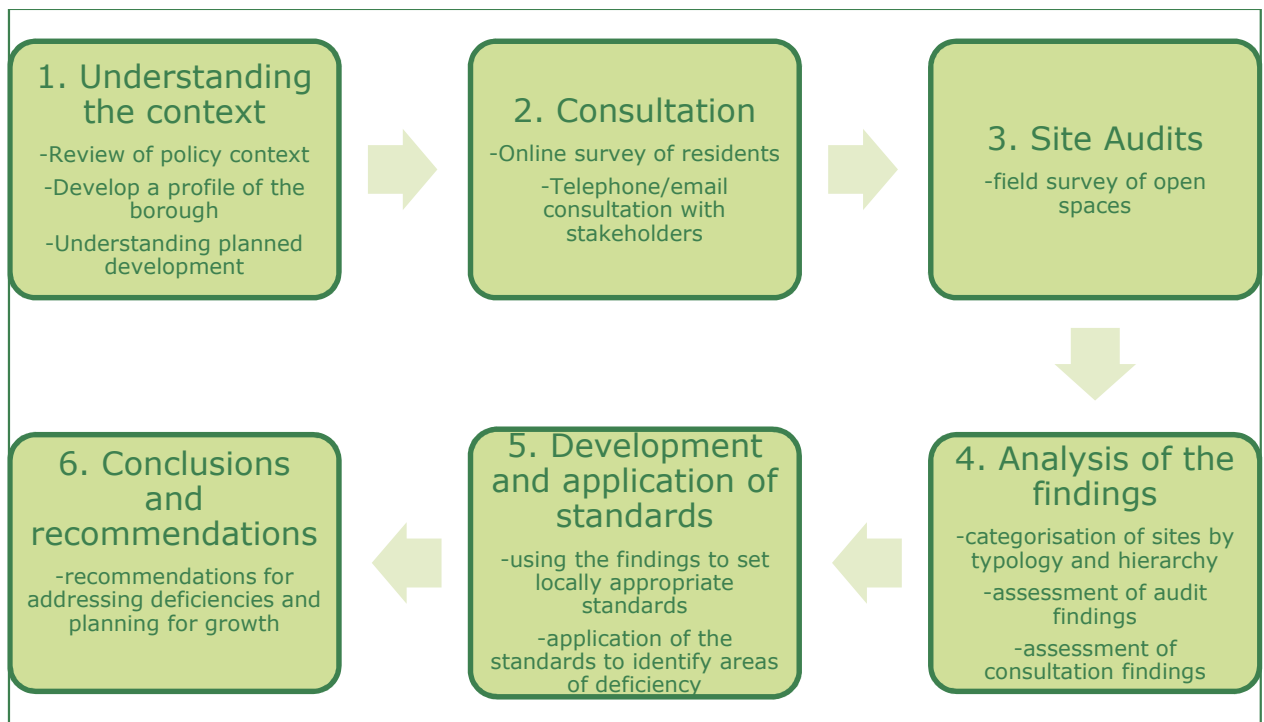 1. Understanding
the context
-Review of policy context
-Develop a profile of the
borough
-Understanding planned
development
2. Consultation
-Online survey of residents
-Telephone/email
consultation with
stakeholders
3. Site Audits
-field survey of open
spaces
4. Analysis of the
findings
-categorisation of sites by
typology and hierarchy
-assessment of audit
findings
-assessment of
consultation findings
5. Development
and application of
standards
-using the findings to set
locally appropriate
standards
-application of the
standards to identify areas
of deficiency
6. Conclusions
and
recommendations
-recommendations for
addressing deficiencies and
planning for growth